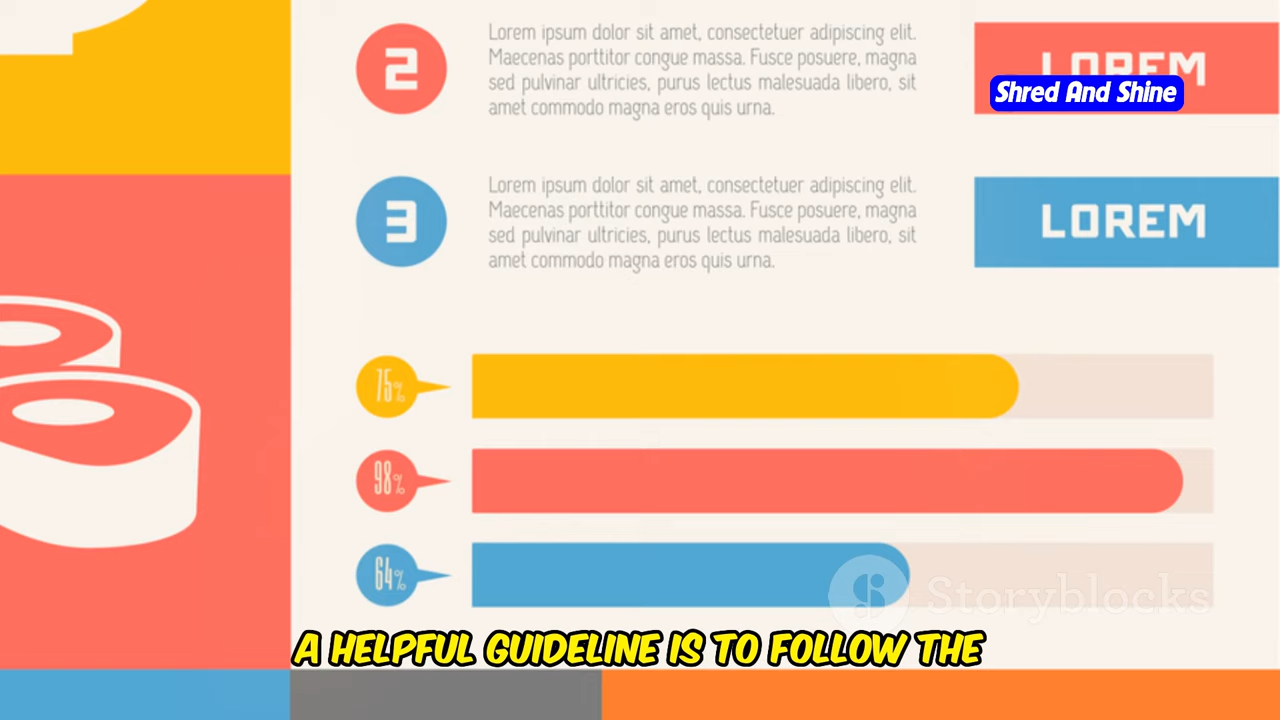 2
Lorem ipsum dolor sit amet, consectetuer adipiscing elit.
Maecenas porttitor congue massa. Fusce posuere, magna
sed pulvinar ultricies, purus lectus malesuada libero, sit
amet commodo magna eros quis urna.
LOREM
Shred And Shine
3
Lorem ipsum dolor sit amet, consectetuer adipiscing elit.
Maecenas porttitor congue massa. Fusce posuere, magna
sed pulvinar ultricies, purus lectus malesuada libero, sit
amet commodo magna eros quis urna.
LOREM
75%
98%
64%
Storyblocks
A HELPFUL GUIDELINE IS TO FOLLOW THE